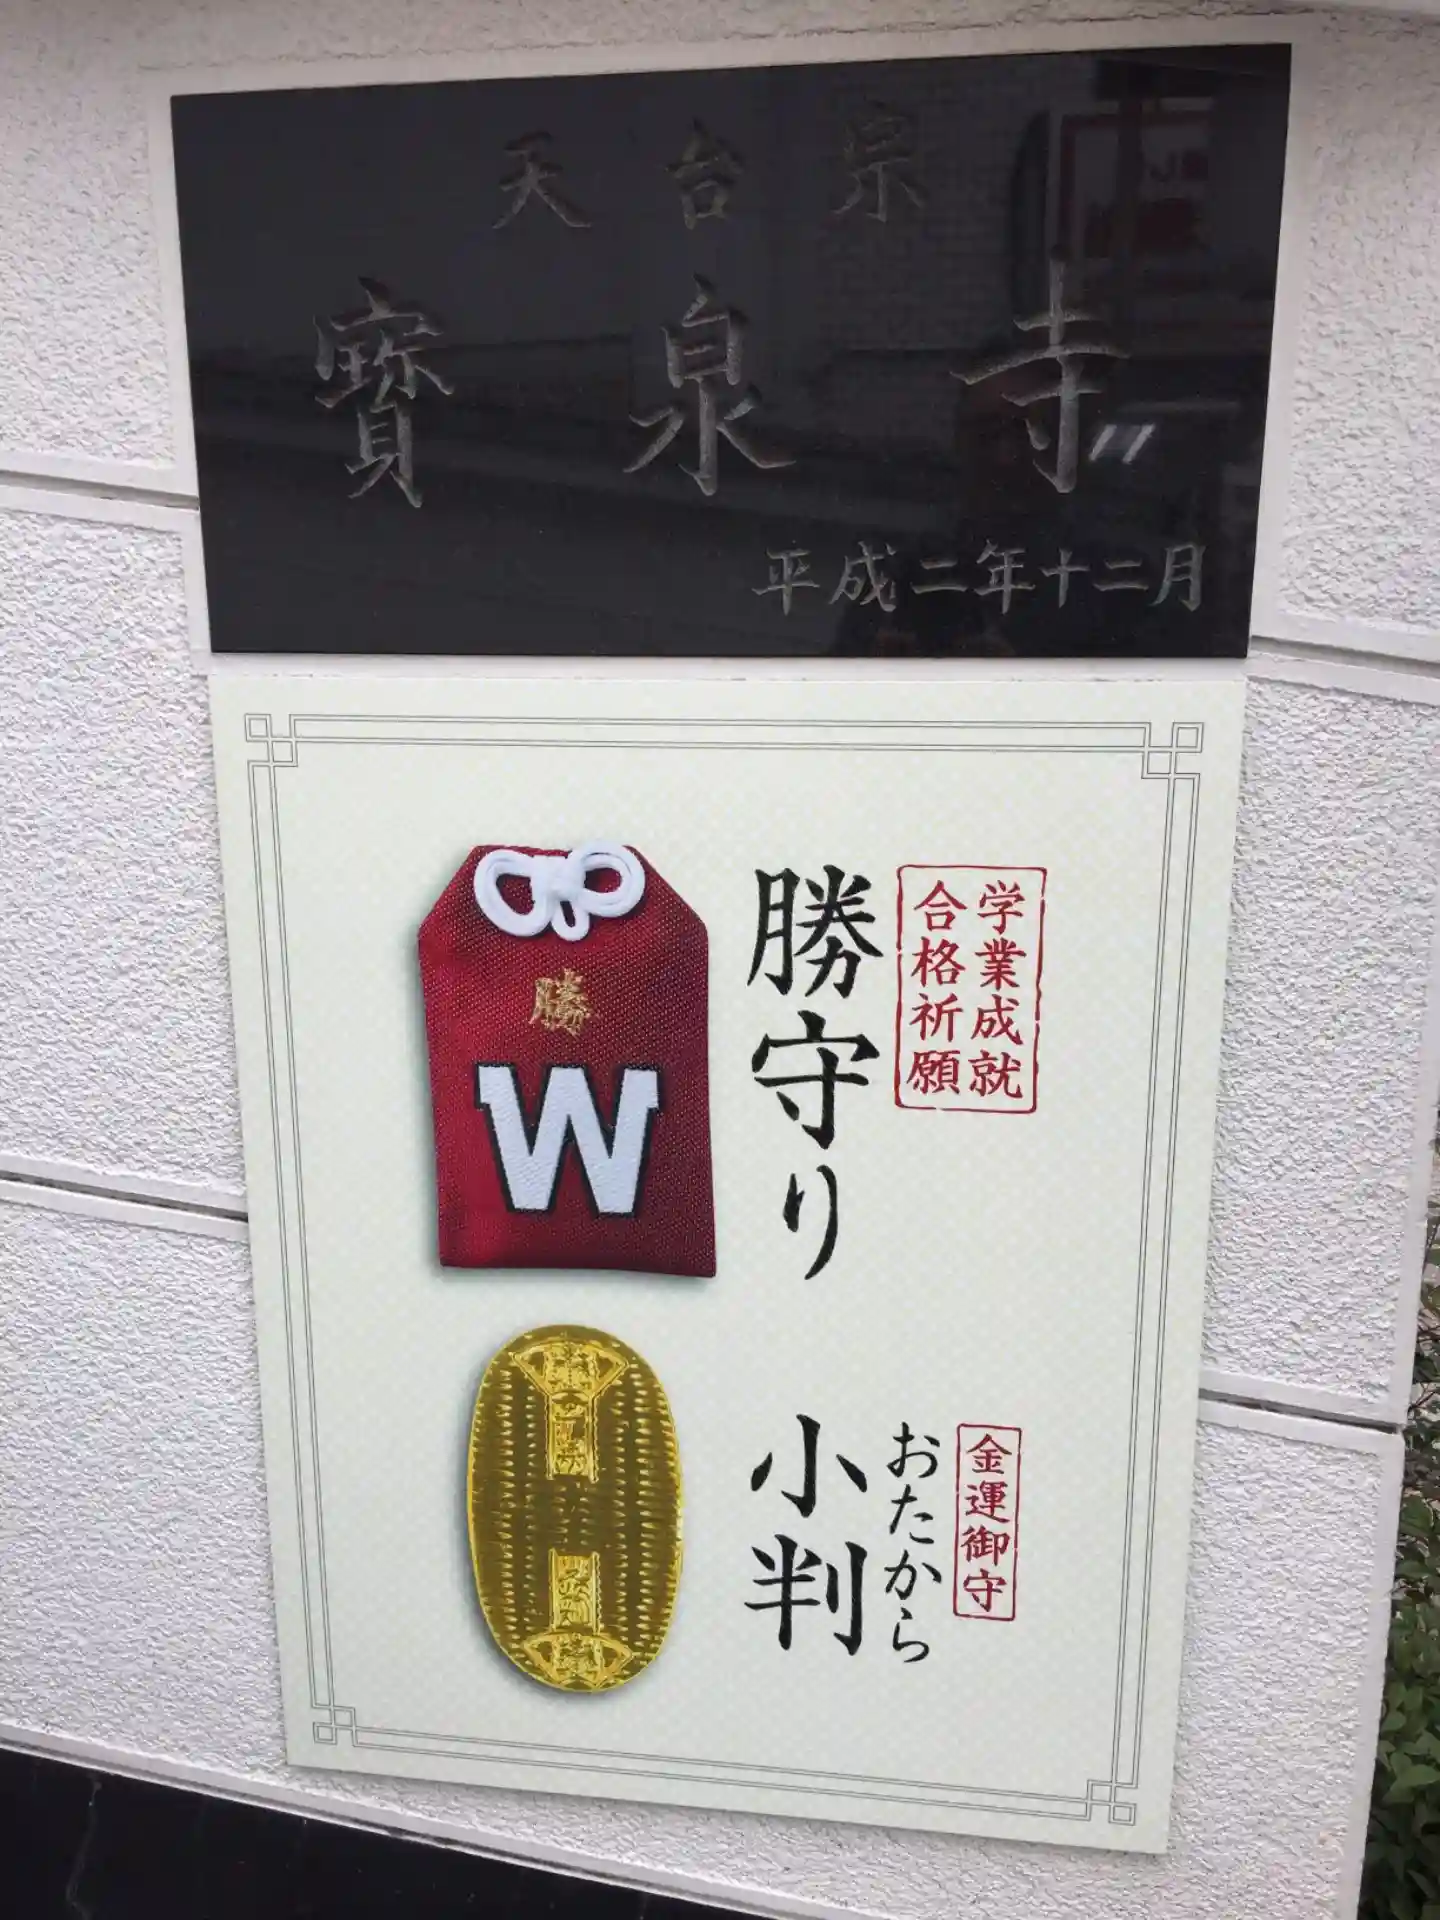 天台宗
寳泉寺
平成二年十二月
学業成就
合格祈願
勝守り
勝
W
金運御守
おたから
小判